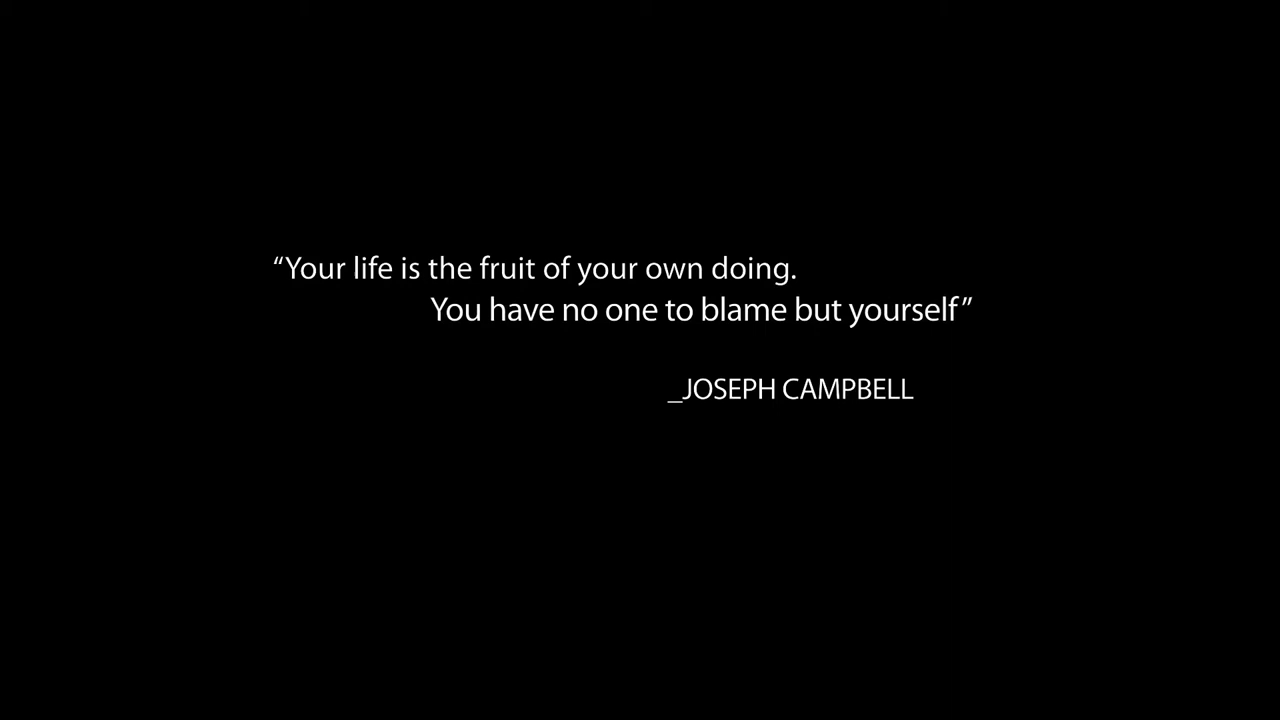 “Your life is the fruit of your own doing.
You have no one to blame but yourself”
_JOSEPH CAMPBELL